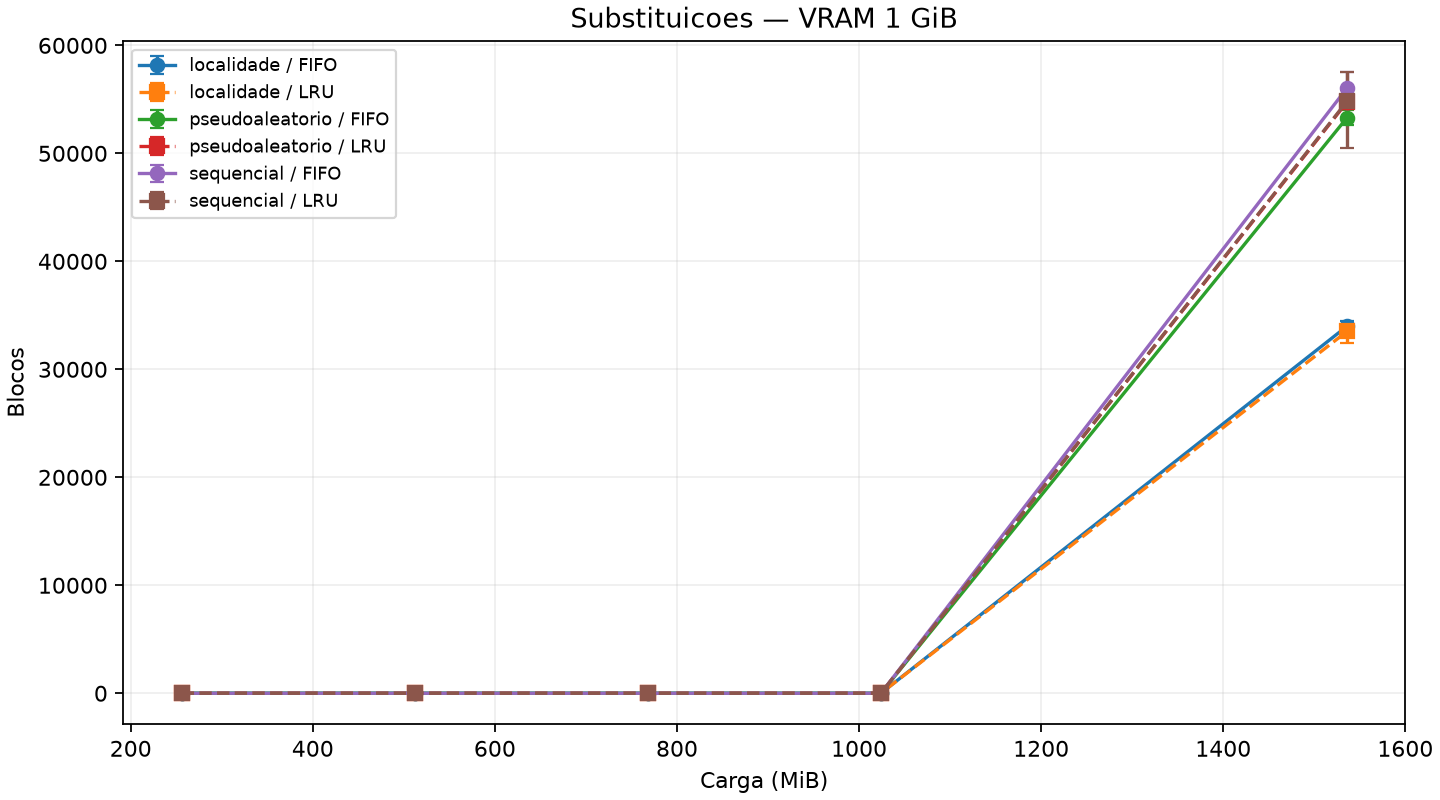 Substituicoes — VRAM 1 GiB
60000
50000
40000
30000
20000
10000
0
Blocos
localidade / FIFO
localidade / LRU
pseudoaleatorio / FIFO
pseudoaleatorio / LRU
sequencial / FIFO
sequencial / LRU
200 400 600 800 1000 1200 1400 1600
Carga (MiB)